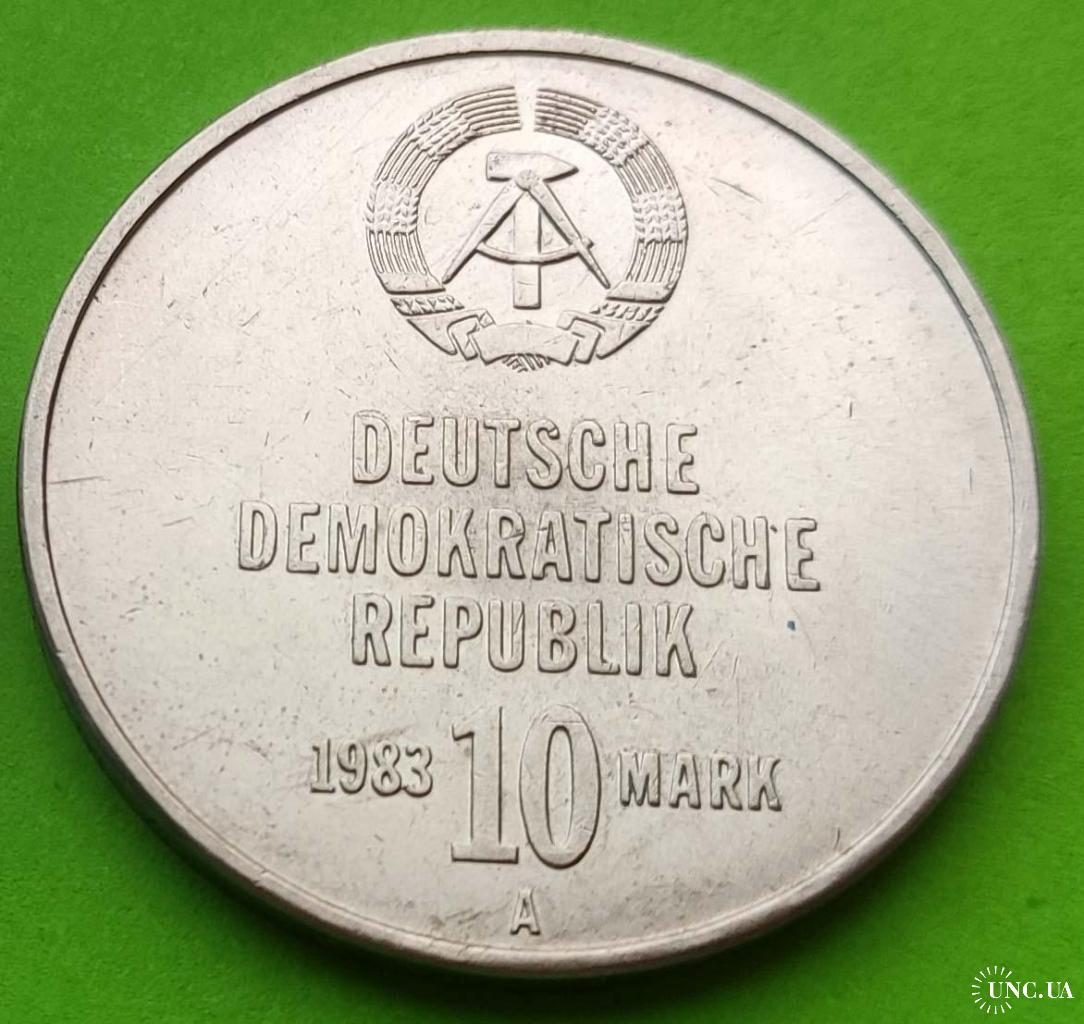 DEUTSCHE
DEMOKRATISCHE
REPUBLIK
1983 10 MARK
A
UNC.UA